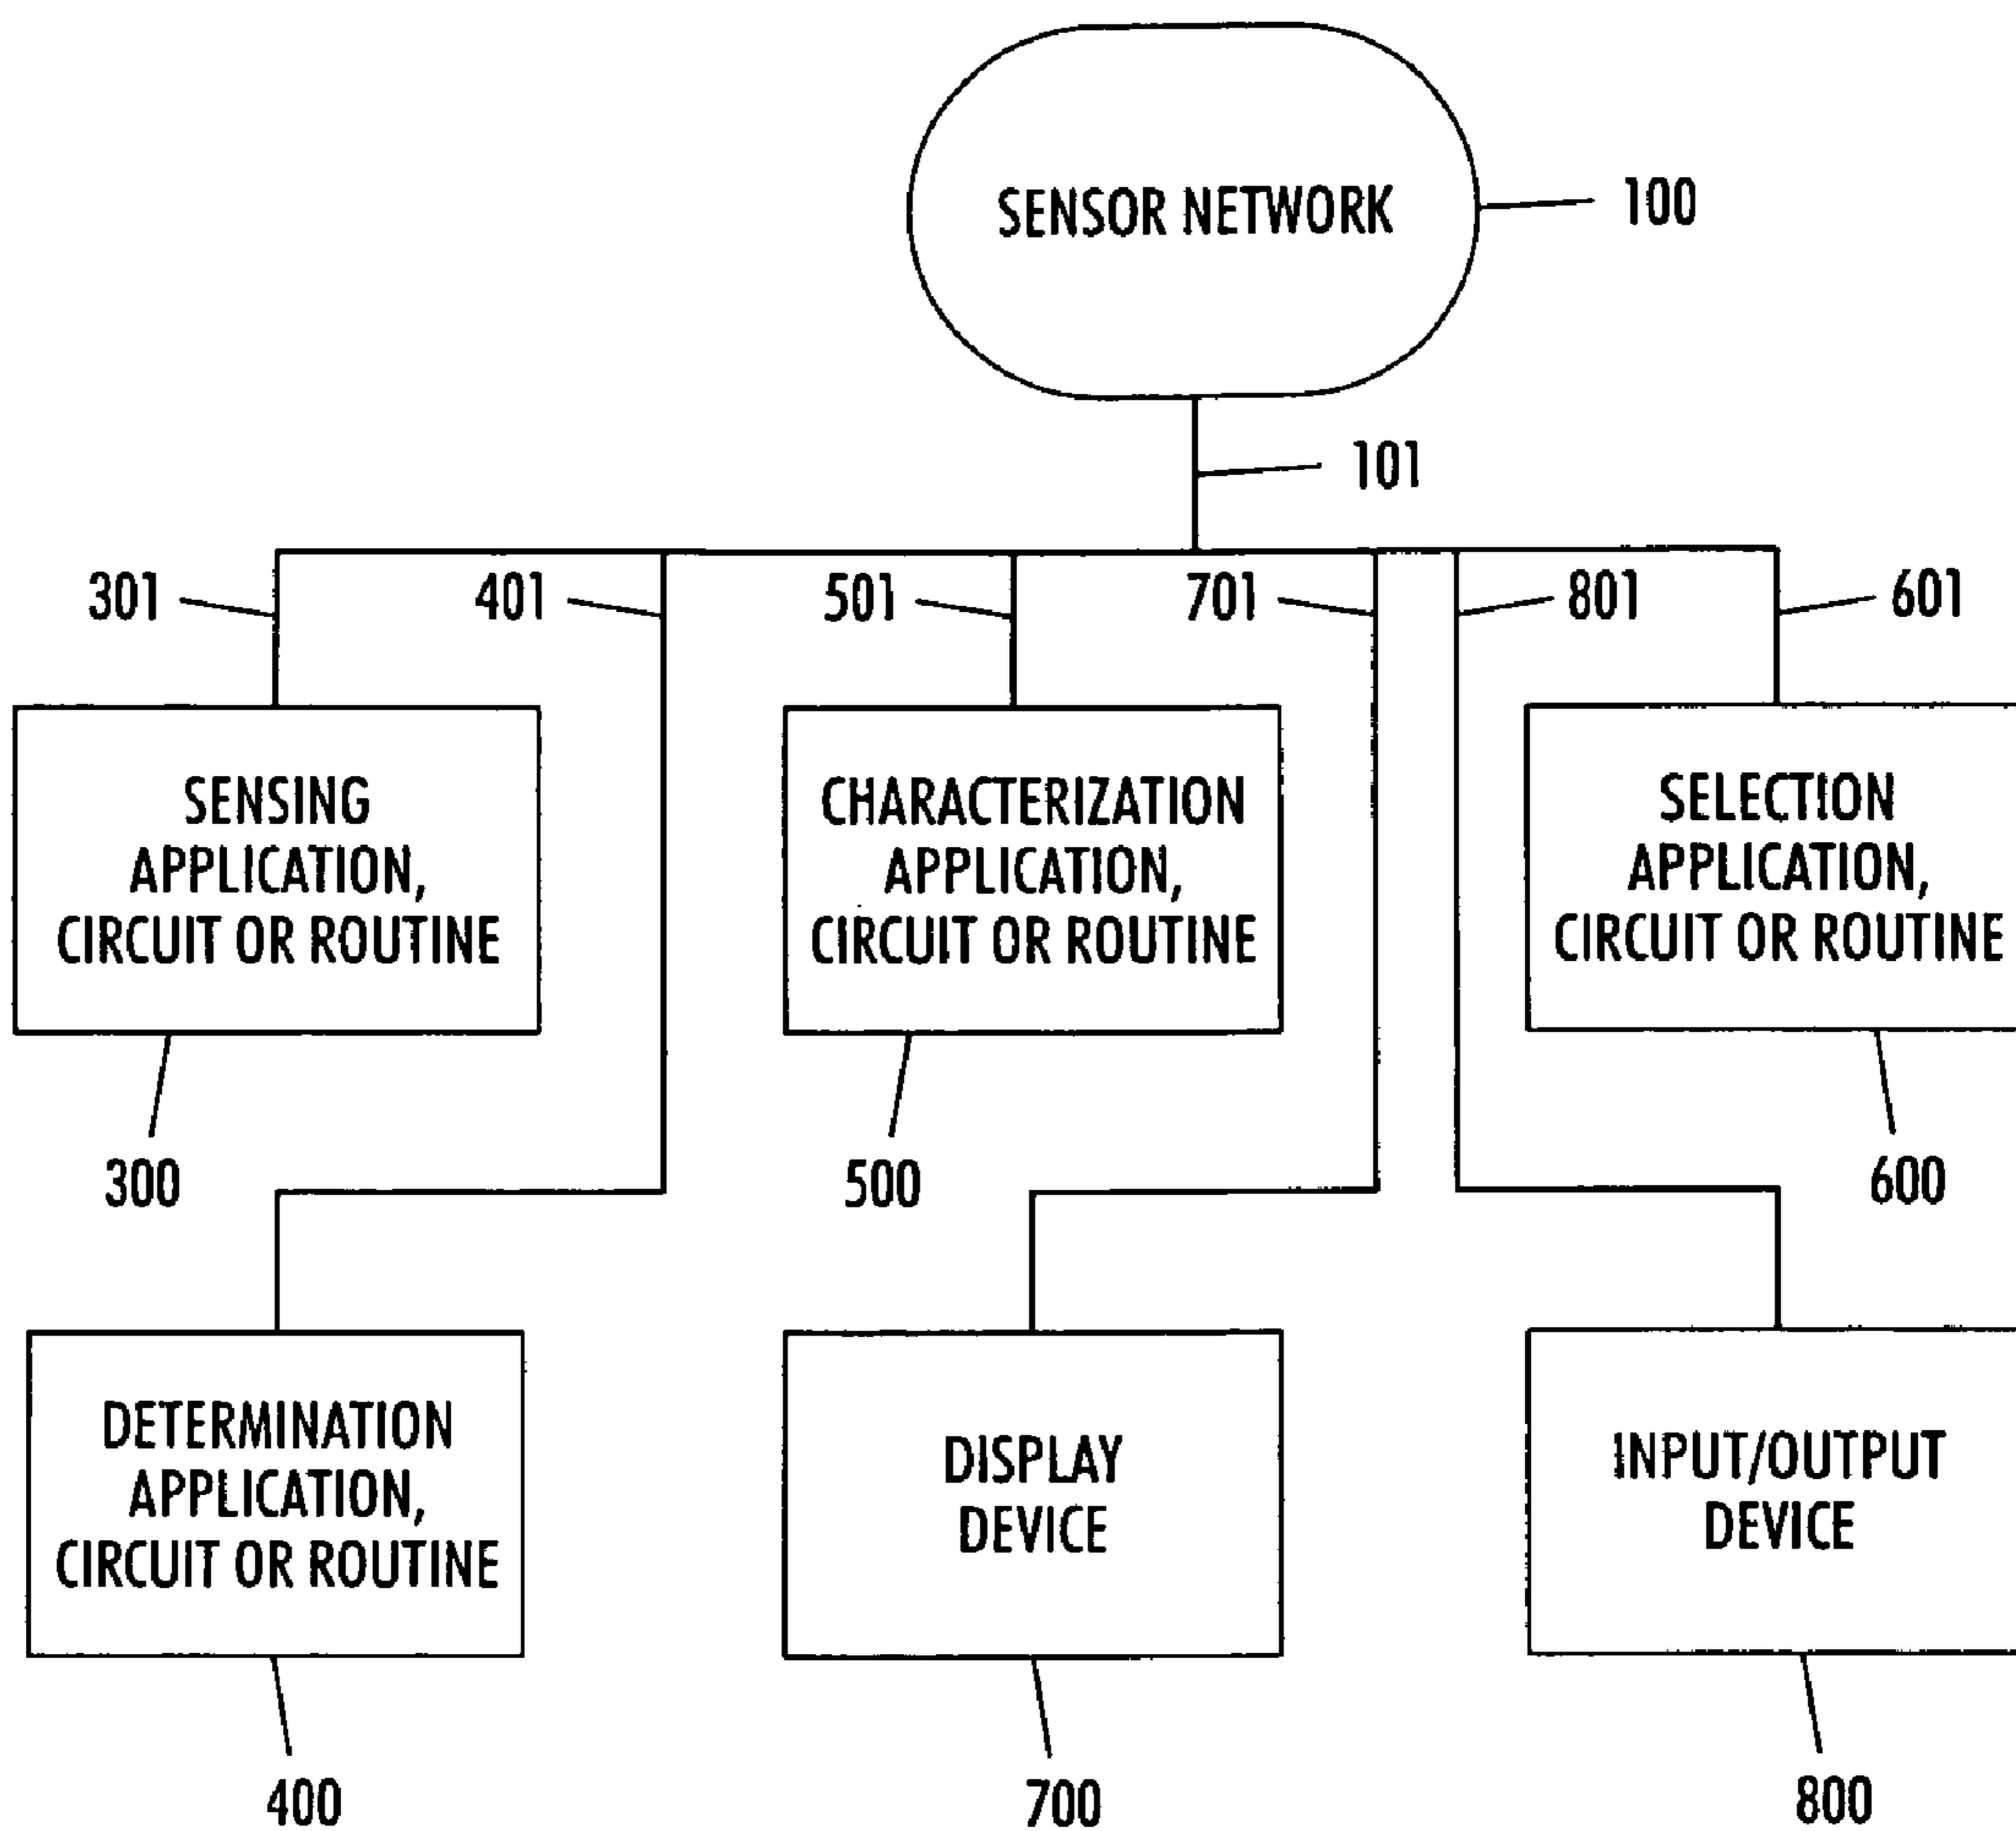 SENSOR NETWORK
100
101
301
401
501
701
801
601
SENSING
APPLICATION,
CIRCUIT OR ROUTINE
CHARACTERIZATION
APPLICATION,
CIRCUIT OR ROUTINE
SELECTION
APPLICATION,
CIRCUIT OR ROUTINE
300
500
600
DETERMINATION
APPLICATION,
CIRCUIT OR ROUTINE
DISPLAY
DEVICE
INPUT/OUTPUT
DEVICE
400
700
800